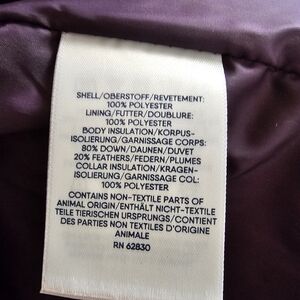 SHELL/OBERSTOFF/REVETEMENT:
100% POLYESTER
LINING/FUTTER/DOUBLURE:
100% POLYESTER
BODY INSULATION/KORPUS-
ISOLIERUNG/GARNISSAGE CORPS:
80% DOWN/DAUNEN/DUVET
20% FEATHERS/FEDERN/PLUMES
COLLAR INSULATION/KRAGEN-
ISOLIERUNG/GARNISSAGE COL:
100% POLYESTER
CONTAINS NON-TEXTILE PARTS OF
ANIMAL ORIGIN/ENTHÄLT NICHT-TEXTILE
TEILE TIERISCHEN URSPRUNGS/CONTIENT
DES PARTIES NON TEXTILES D'ORIGINE
ANIMALE
RN 62830